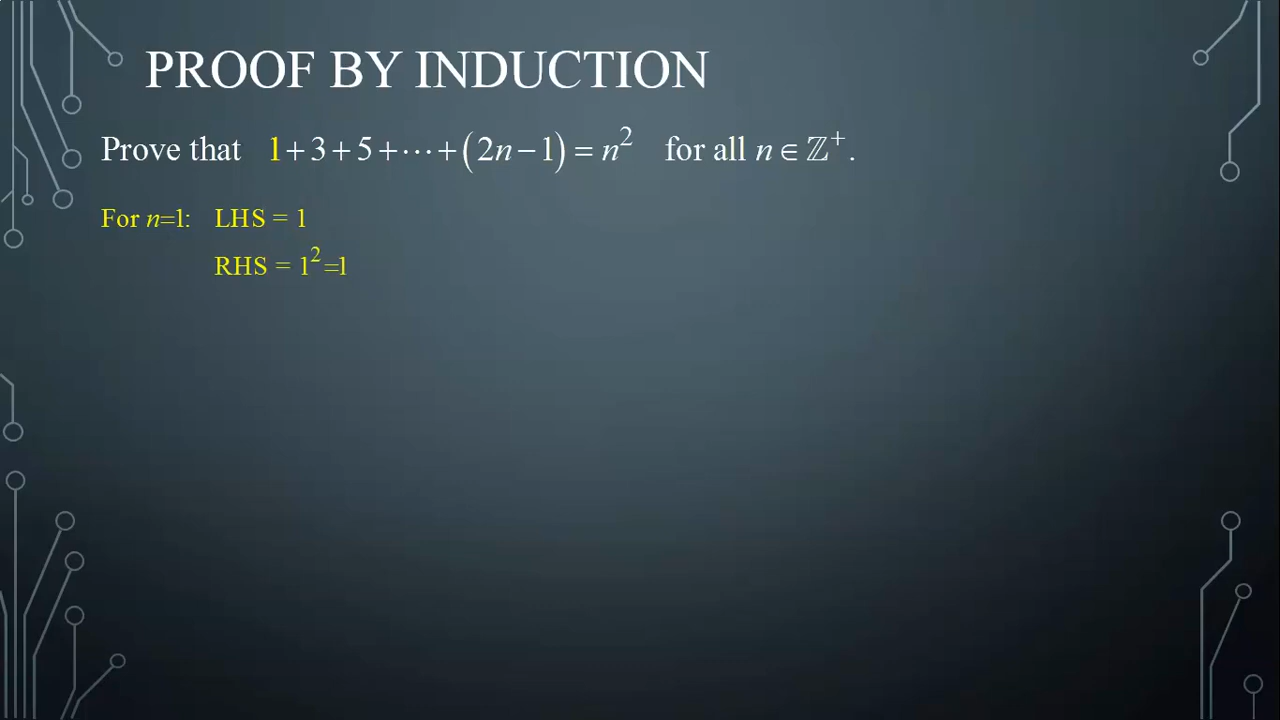 PROOF BY INDUCTION
Prove that 1+3+5+⋯+(2n−1)=n² for all n∈ℤ⁺.
For n=1: LHS = 1
RHS = 1²=1